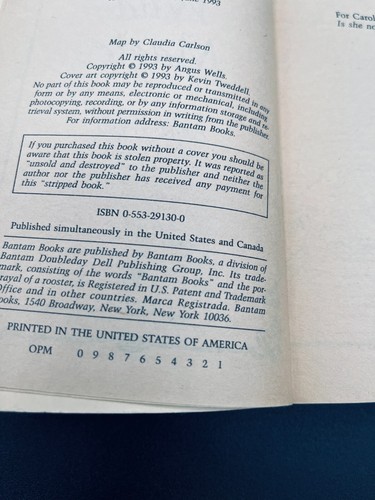 June 1993
Map by Claudia Carlson
All rights reserved.
Copyright © 1993 by Angus Wells.
Cover art copyright © 1993 by Kevin Tweddell.
No part of this book may be reproduced or transmitted in any
form or by any means, electronic or mechanical, including
photocopying, recording, or by any information storage and re-
trieval system, without permission in writing from the publisher.
For information address: Bantam Books.
If you purchased this book without a cover you should be
aware that this book is stolen property. It was reported as
"unsold and destroyed" to the publisher and neither the
author nor the publisher has received any payment for
this "stripped book."
ISBN 0-553-29130-0
Published simultaneously in the United States and Canada
Bantam Books are published by Bantam Books, a division of
Bantam Doubleday Dell Publishing Group, Inc. Its trade-
mark, consisting of the words "Bantam Books" and the por-
trayal of a rooster, is Registered in U.S. Patent and Trademark
Office and in other countries. Marca Registrada. Bantam
ooks, 1540 Broadway, New York, New York 10036.
PRINTED IN THE UNITED STATES OF AMERICA
OPM 0 9 8 7 6 5 4 3 2 1
For Carol
Is she no